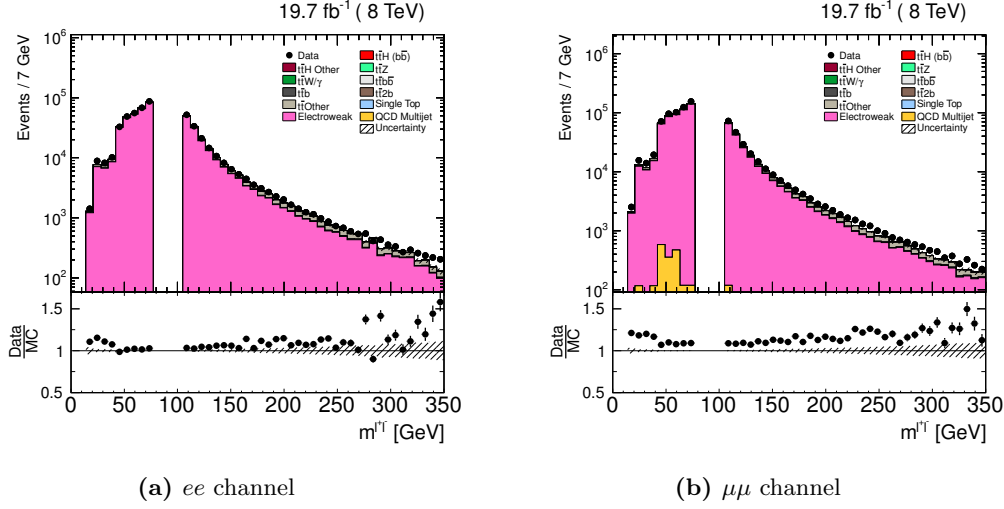 19.7 fb⁻¹ ( 8 TeV)
Events / 7 GeV
10⁶
10⁵
10⁴
10³
10²
Data
tt̄H Other
tt̄W/γ
tt̄b
tt̄Other
Electroweak
tt̄H (bb̄)
tt̄Z
tt̄bb̄
tt̄2b
Single Top
QCD Multijet
Uncertainty
Data
MC
1.5
1
0.5
0 50 100 150 200 250 300 350
mˡ⁺ˡ⁻ [GeV]
(a) ee channel
19.7 fb⁻¹ ( 8 TeV)
Events / 7 GeV
10⁶
10⁵
10⁴
10³
10²
Data
tt̄H Other
tt̄W/γ
tt̄b
tt̄Other
Electroweak
tt̄H (bb̄)
tt̄Z
tt̄bb̄
tt̄2b
Single Top
QCD Multijet
Uncertainty
Data
MC
1.5
1
0.5
0 50 100 150 200 250 300 350
mˡ⁺ˡ⁻ [GeV]
(b) μμ channel